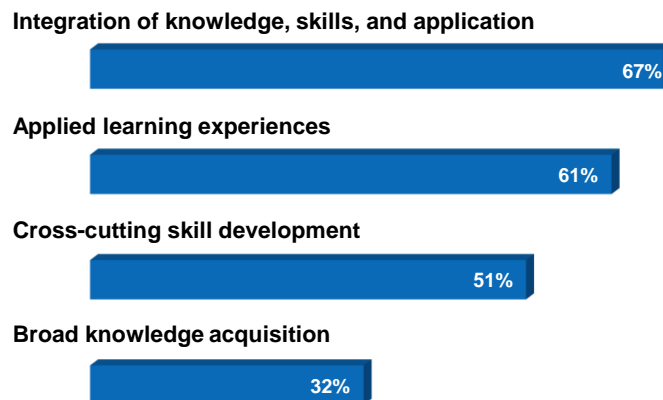 Integration of knowledge, skills, and application
67%
Applied learning experiences
61%
Cross-cutting skill development
51%
Broad knowledge acquisition
32%